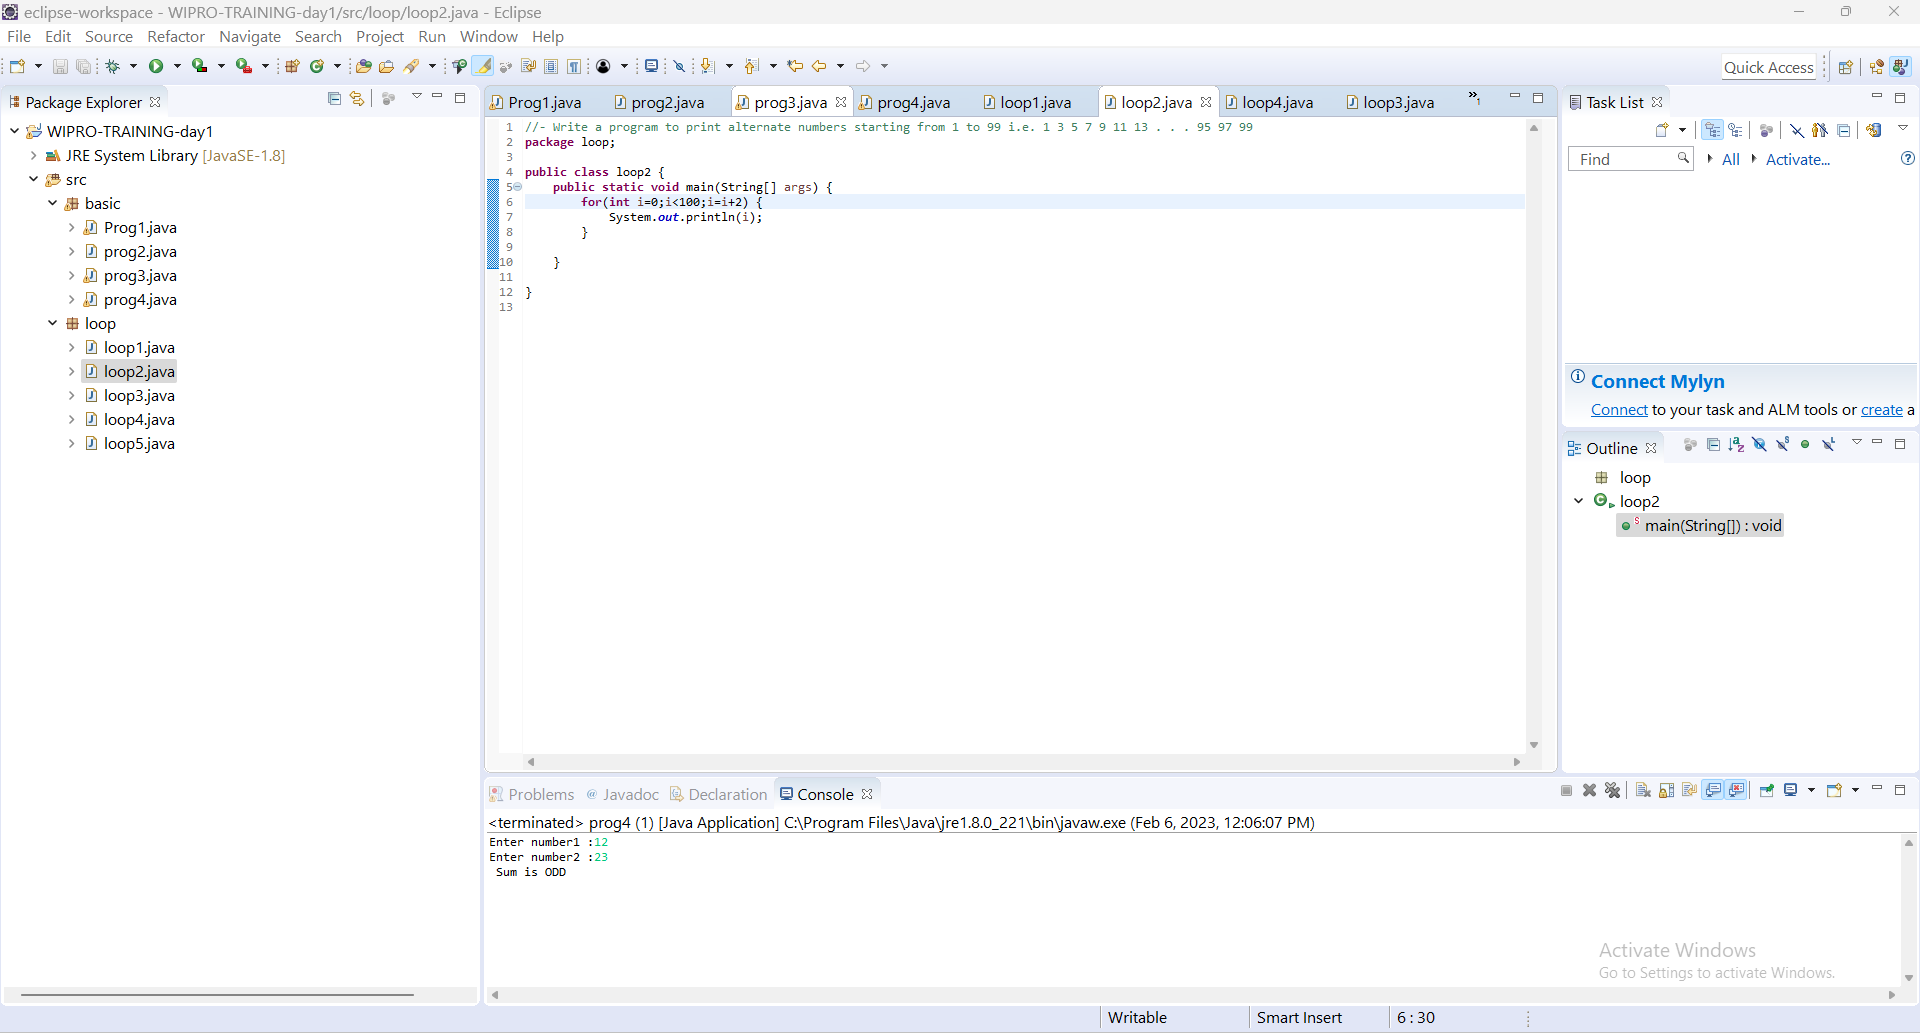 eclipse-workspace - WIPRO-TRAINING-day1/src/loop/loop2.java - Eclipse
File Edit Source Refactor Navigate Search Project Run Window Help
Quick Access
Package Explorer
WIPRO-TRAINING-day1
JRE System Library [JavaSE-1.8]
src
basic
Prog1.java
prog2.java
prog3.java
prog4.java
loop
loop1.java
loop2.java
loop3.java
loop4.java
loop5.java
Prog1.java prog2.java prog3.java prog4.java loop1.java loop2.java loop4.java loop3.java »1
1 //- Write a program to print alternate numbers starting from 1 to 99 i.e. 1 3 5 7 9 11 13 . . . 95 97 99
2 package loop;
3
4 public class loop2 {
5 public static void main(String[] args) {
6 for(int i=0;i<100;i=i+2) {
7 System.out.println(i);
8 }
9
10 }
11
12 }
13
Task List
Find All Activate...
Connect Mylyn
Connect to your task and ALM tools or create a
Outline
loop
loop2
main(String[]) : void
Problems Javadoc Declaration Console
<terminated> prog4 (1) [Java Application] C:\Program Files\Java\jre1.8.0_221\bin\javaw.exe (Feb 6, 2023, 12:06:07 PM)
Enter number1 :12
Enter number2 :23
Sum is ODD
Activate Windows
Go to Settings to activate Windows.
Writable Smart Insert 6 : 30